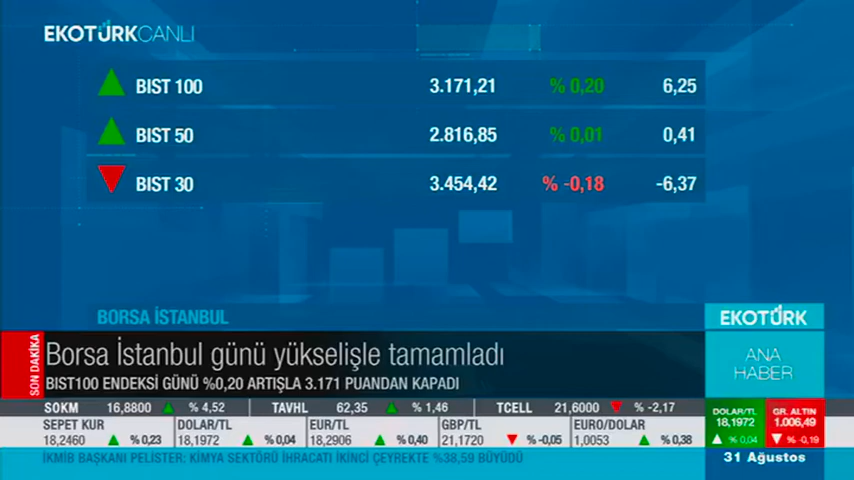 EKOTÜRK CANLI
BIST 100 3.171,21 % 0,20 6,25
BIST 50 2.816,85 % 0,01 0,41
BIST 30 3.454,42 % -0,18 -6,37
BORSA İSTANBUL
EKOTÜRK
SON DAKİKA
Borsa İstanbul günü yükselişle tamamladı
BIST100 ENDEKSİ GÜNÜ %0,20 ARTIŞLA 3.171 PUANDAN KAPADI
ANA
HABER
SOKM 16,8800 % 4,52 TAVHL 62,35 % 1,46 TCELL 21,6000 % -2,17
SEPET KUR DOLAR/TL EUR/TL GBP/TL EURO/DOLAR
18,2460 % 0,23 18,1972 % 0,04 18,2906 % 0,40 21,1720 % -0,05 1,0053 % 0,38
DOLAR/TL
18,1972
% 0,04
GR. ALTIN
1.006,49
% -0,19
İKMİB BAŞKANI PELİSTER: KİMYA SEKTÖRÜ İHRACATI İKİNCİ ÇEYREKTE %38,59 BÜYÜDÜ
31 Ağustos